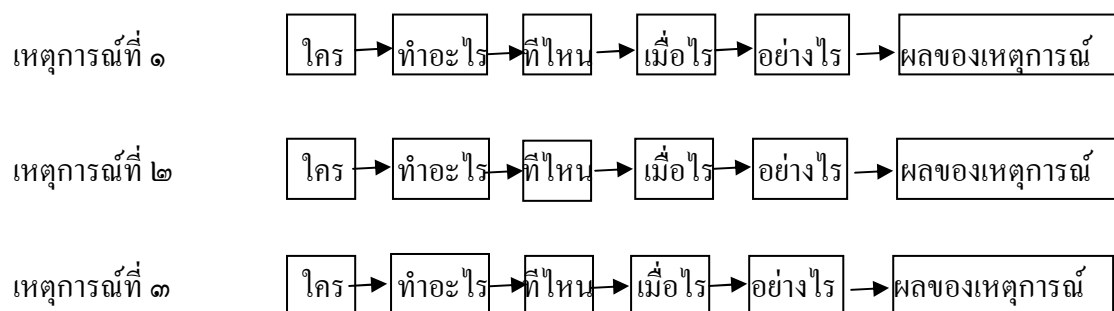 เหตุการณ์ที่ ๑ ใคร ทำอะไร ที่ไหน เมื่อไร อย่างไร ผลของเหตุการณ์
เหตุการณ์ที่ ๒ ใคร ทำอะไร ที่ไหน เมื่อไร อย่างไร ผลของเหตุการณ์
เหตุการณ์ที่ ๓ ใคร ทำอะไร ที่ไหน เมื่อไร อย่างไร ผลของเหตุการณ์